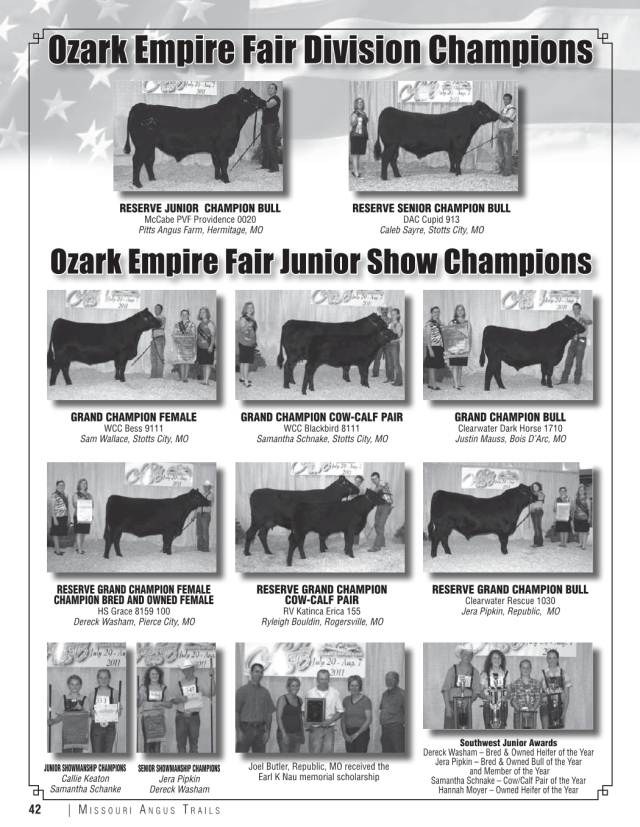 Ozark Empire Fair Division Champions
RESERVE JUNIOR CHAMPION BULL
McCabe PVF Providence 0020
Pitts Angus Farm, Hermitage, MO
RESERVE SENIOR CHAMPION BULL
DAC Cupid 913
Caleb Sayre, Stotts City, MO
Ozark Empire Fair Junior Show Champions
GRAND CHAMPION FEMALE
WCC Bess 9111
Sam Wallace, Stotts City, MO
GRAND CHAMPION COW-CALF PAIR
WCC Blackbird 8111
Samantha Schnake, Stotts City, MO
GRAND CHAMPION BULL
Clearwater Dark Horse 1710
Justin Mauss, Bois D'Arc, MO
RESERVE GRAND CHAMPION FEMALE
CHAMPION BRED AND OWNED FEMALE
HS Grace 8159 100
Dereck Washam, Pierce City, MO
RESERVE GRAND CHAMPION
COW-CALF PAIR
RV Katinca Erica 155
Ryleigh Bouldin, Rogersville, MO
RESERVE GRAND CHAMPION BULL
Clearwater Rescue 1030
Jera Pipkin, Republic, MO
July 29 - Aug. 7
2011
JUNIOR SHOWMANSHIP CHAMPIONS
Callie Keaton
Samantha Schanke
SENIOR SHOWMANSHIP CHAMPIONS
Jera Pipkin
Dereck Washam
Joel Butler, Republic, MO received the
Earl K Nau memorial scholarship
Southwest Junior Awards
Dereck Washam – Bred & Owned Heifer of the Year
Jera Pipkin – Bred & Owned Bull of the Year
and Member of the Year
Samantha Schnake – Cow/Calf Pair of the Year
Hannah Moyer – Owned Heifer of the Year
42 | MISSOURI ANGUS TRAILS